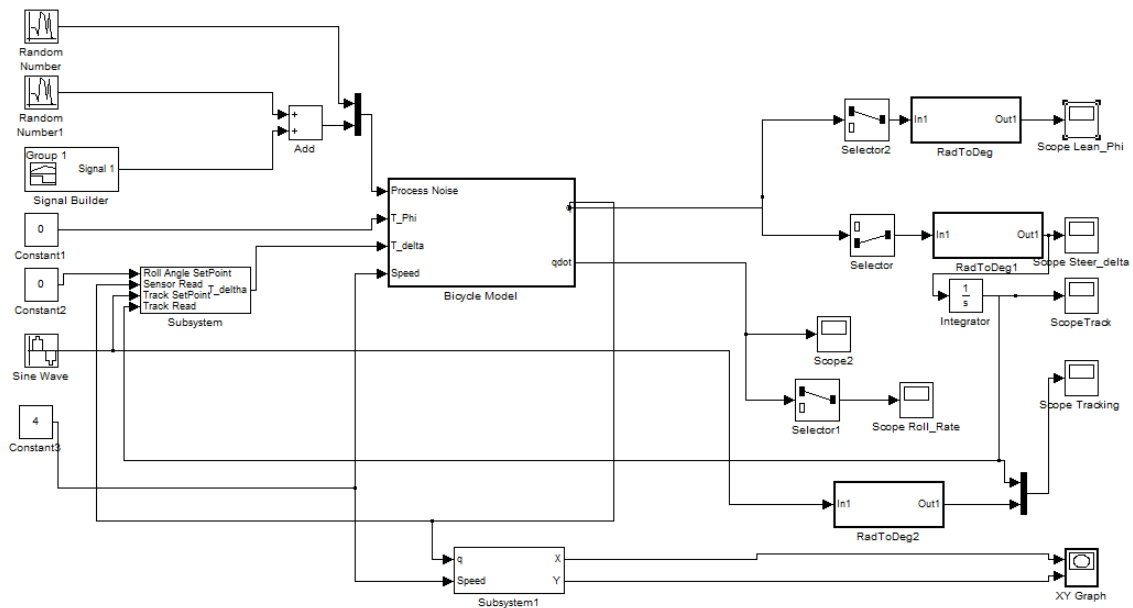 Random
Number
Random
Number1
+
+
Add
Group 1
Signal 1
Signal Builder
0
Constant1
0
Constant2
Roll Angle SetPoint
Sensor Read
Track SetPoint
Track Read
T_deltha
Subsystem
Sine Wave
4
Constant3
Process Noise
T_Phi
T_delta
Speed
q
qdot
Bicycle Model
Selector2
In1
Out1
RadToDeg
Scope Lean_Phi
Selector
In1
Out1
RadToDeg1
Scope Steer_delta
1
s
Integrator
ScopeTrack
Scope2
Selector1
Scope Roll_Rate
Scope Tracking
In1
Out1
RadToDeg2
q
Speed
X
Y
Subsystem1
XY Graph